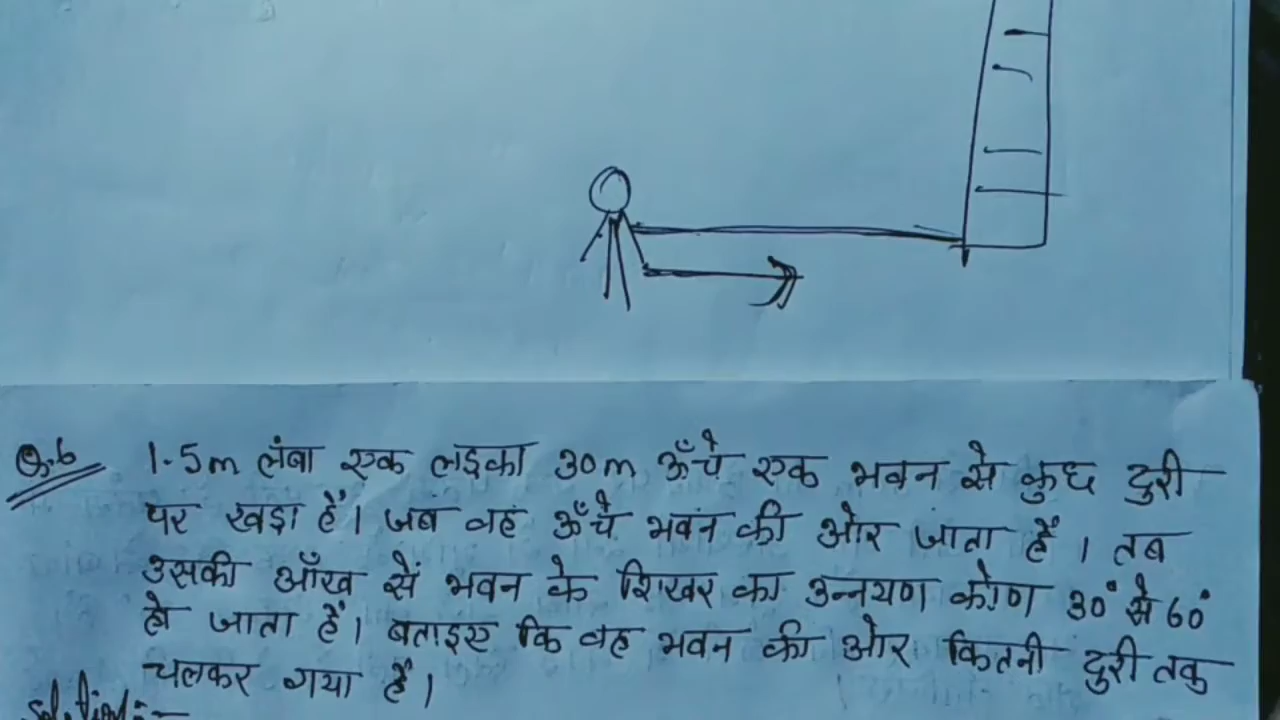 Q.6 1.5m लंबा एक लड़का 30m ऊँचे एक भवन से कुछ दुरी
पर खड़ा हैं। जब वह ऊँचे भवन की ओर जाता हैं। तब
उसकी आँख सें भवन के शिखर का उन्नयण कोण 30° से 60°
हो जाता हैं। बताइए कि वह भवन की ओर कितनी दुरी तक
चलकर गया हैं।